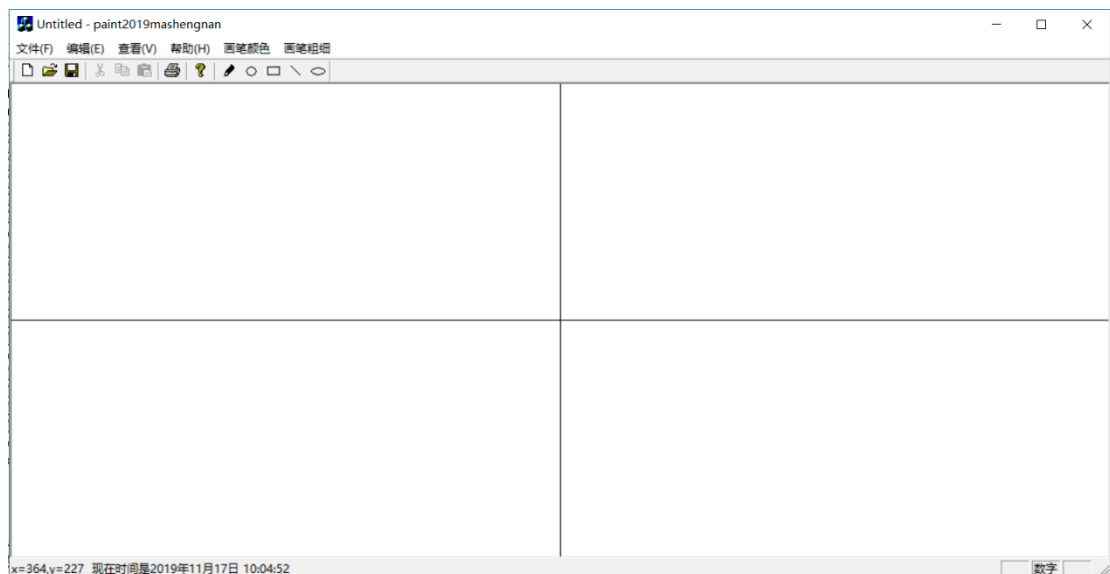 Untitled - paint2019mashengnan
文件(F) 编辑(E) 查看(V) 帮助(H) 画笔颜色 画笔粗细
x=364,y=227 现在时间是2019年11月17日 10:04:52 数字